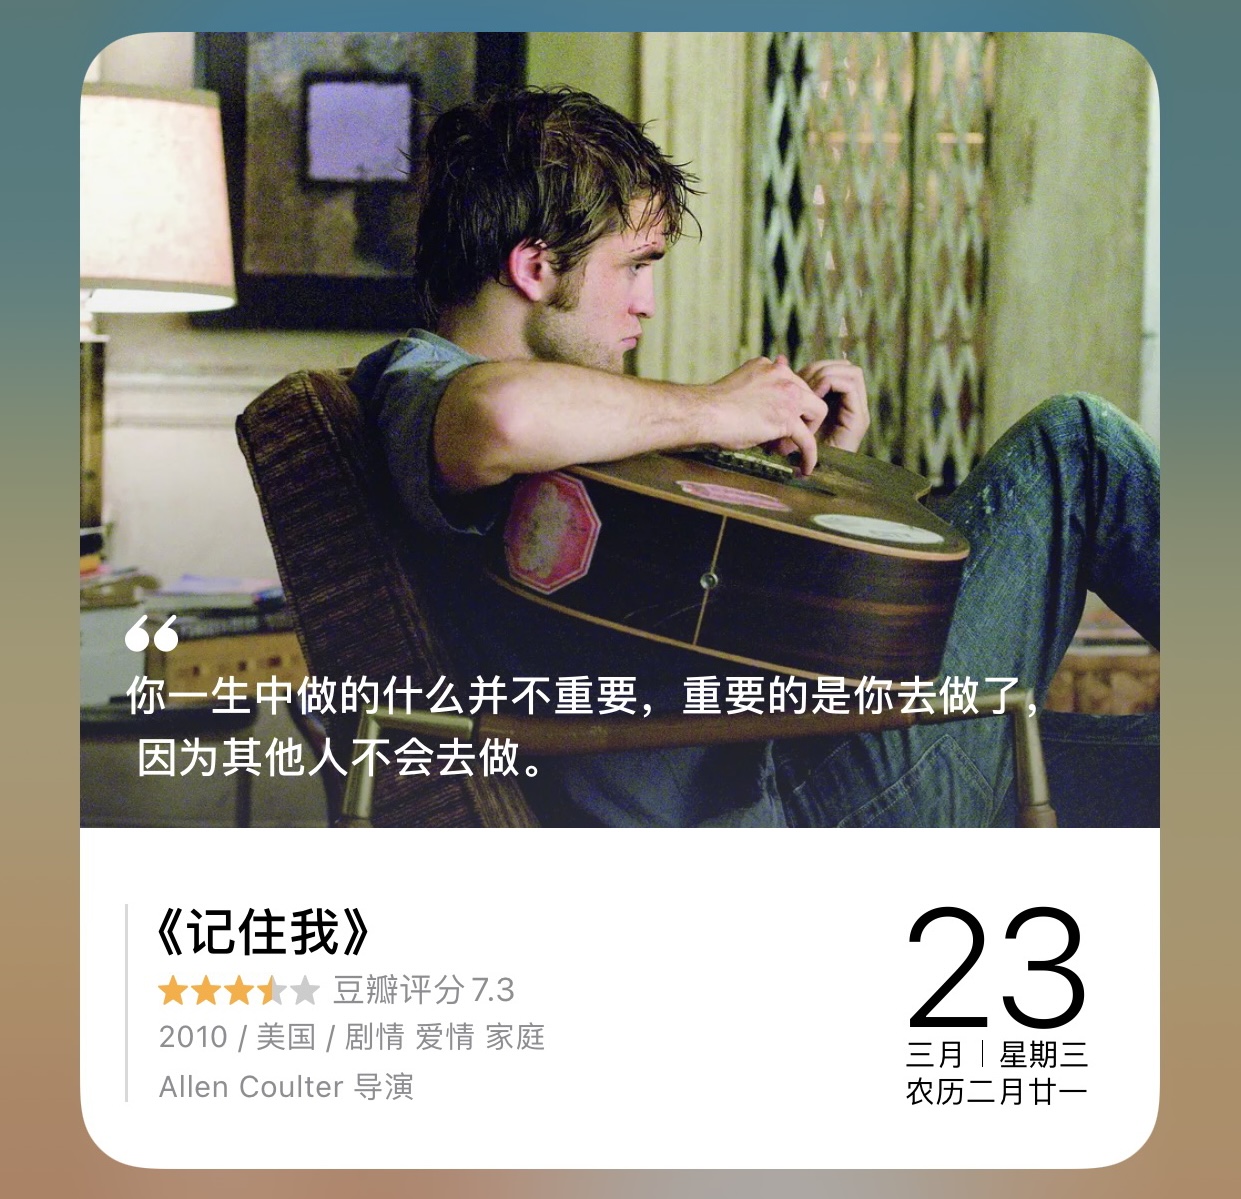 “
你一生中做的什么并不重要，重要的是你去做了，
因为其他人不会去做。
《记住我》
豆瓣评分 7.3
2010 / 美国 / 剧情 爱情 家庭
Allen Coulter 导演
23
三月 | 星期三
农历二月廿一